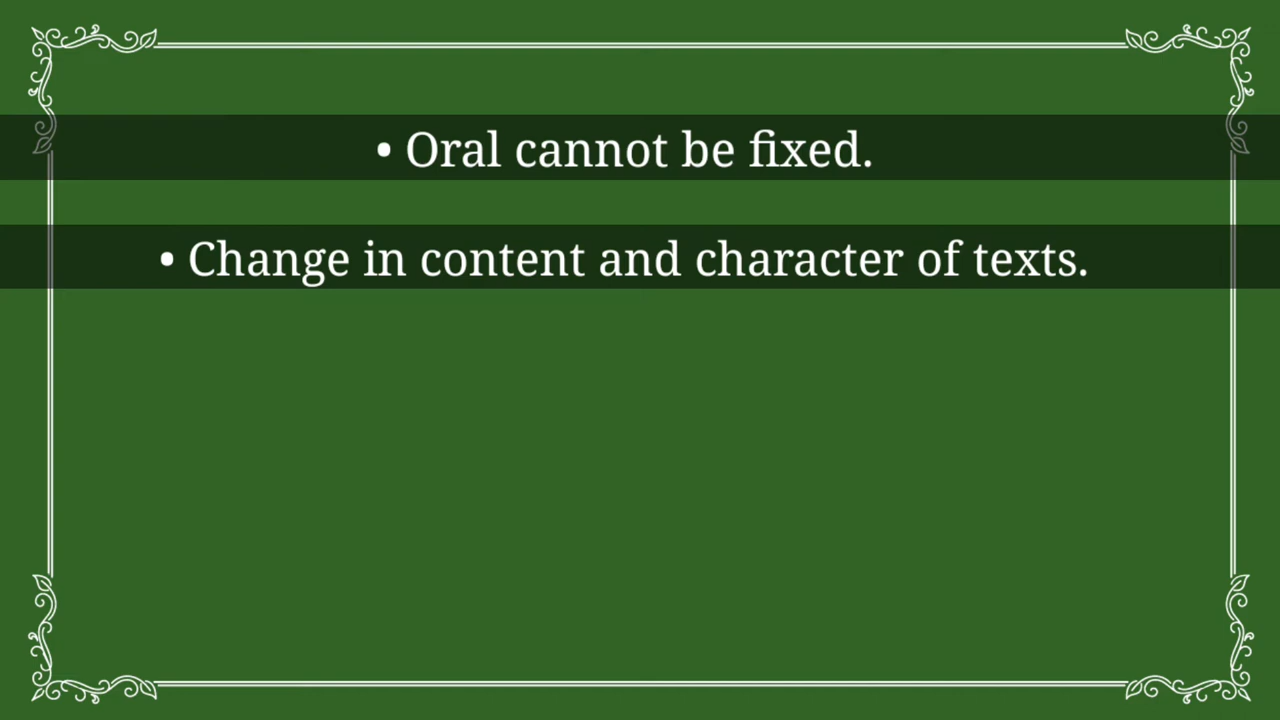 • Oral cannot be fixed.
• Change in content and character of texts.